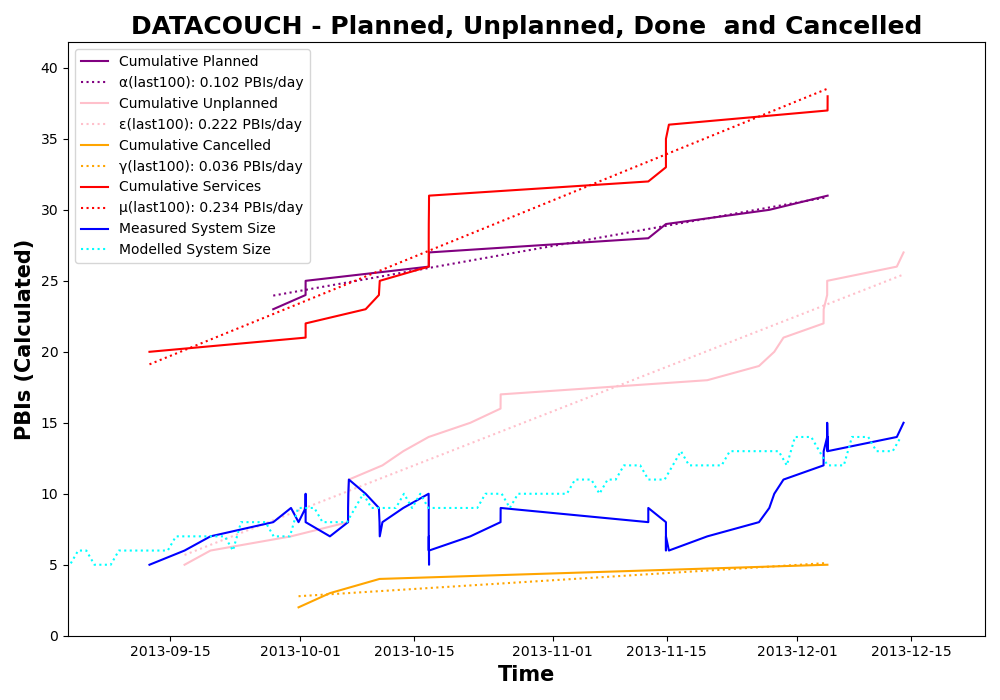 DATACOUCH - Planned, Unplanned, Done  and Cancelled
Cumulative Planned
α(last100): 0.102 PBIs/day
Cumulative Unplanned
ε(last100): 0.222 PBIs/day
Cumulative Cancelled
γ(last100): 0.036 PBIs/day
Cumulative Services
μ(last100): 0.234 PBIs/day
Measured System Size
Modelled System Size
PBIs (Calculated)
40
35
30
25
20
15
10
5
0
2013-09-15
2013-10-01
2013-10-15
2013-11-01
2013-11-15
2013-12-01
2013-12-15
Time